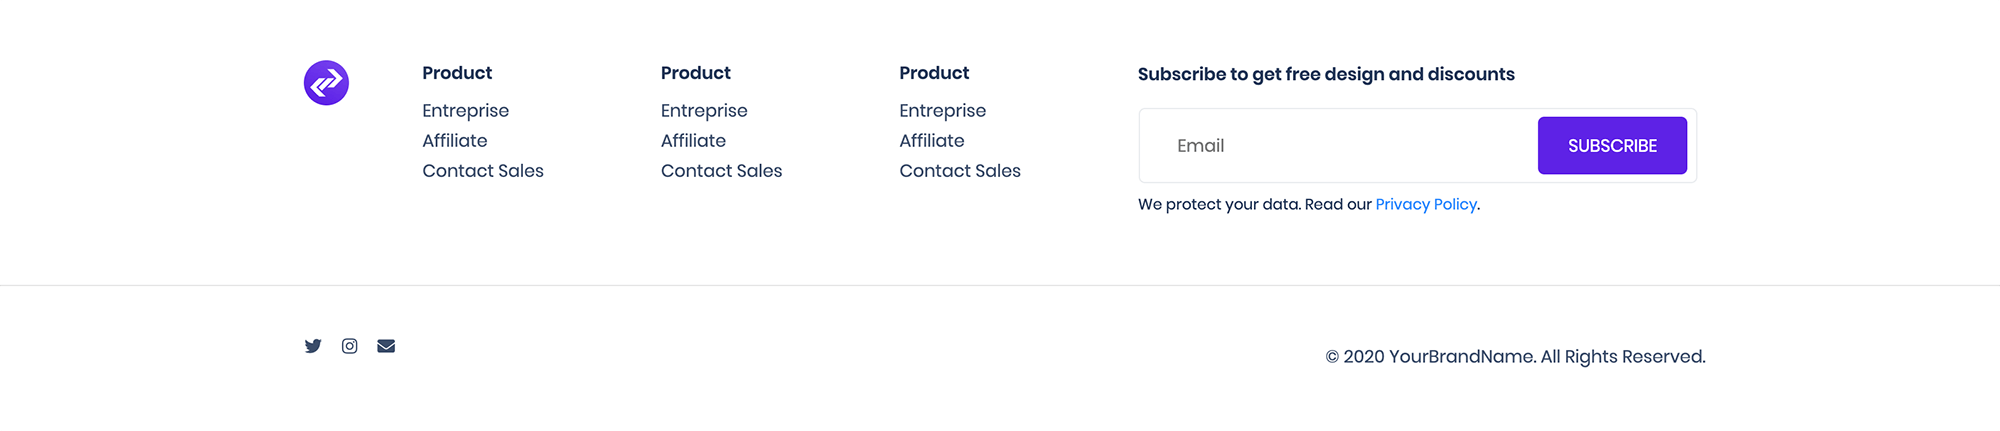 Product
Entreprise
Affiliate
Contact Sales
Product
Entreprise
Affiliate
Contact Sales
Product
Entreprise
Affiliate
Contact Sales
Subscribe to get free design and discounts
Email
SUBSCRIBE
We protect your data. Read our Privacy Policy.
© 2020 YourBrandName. All Rights Reserved.